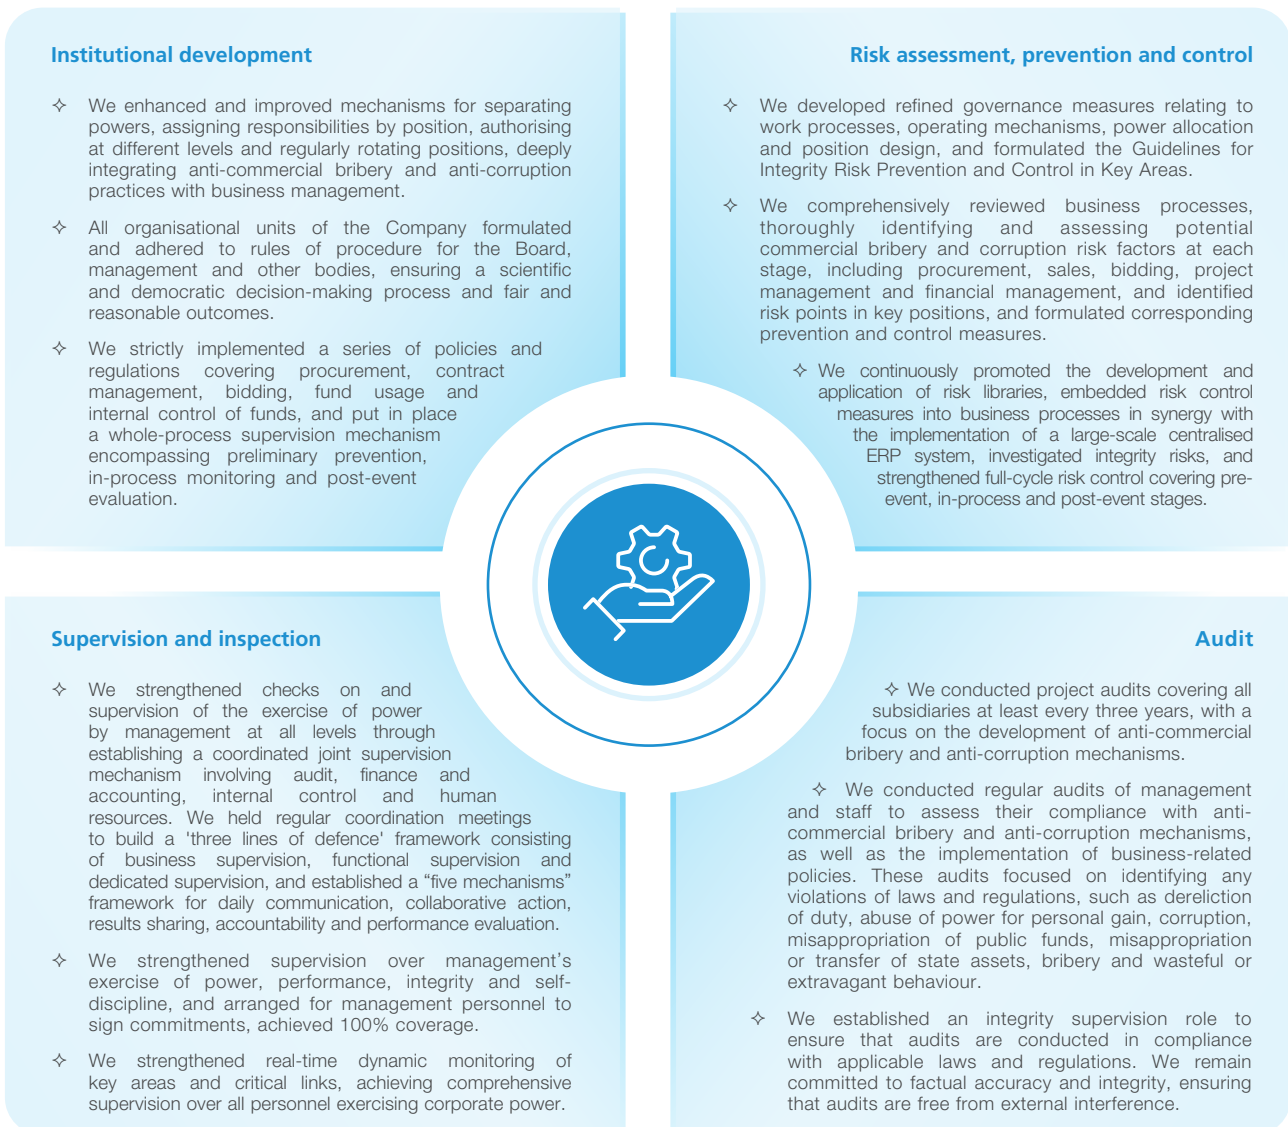 Institutional development
✧ We enhanced and improved mechanisms for separating
powers, assigning responsibilities by position, authorising
at different levels and regularly rotating positions, deeply
integrating anti-commercial bribery and anti-corruption
practices with business management.
✧ All organisational units of the Company formulated
and adhered to rules of procedure for the Board,
management and other bodies, ensuring a scientific
and democratic decision-making process and fair and
reasonable outcomes.
✧ We strictly implemented a series of policies and
regulations covering procurement, contract
management, bidding, fund usage and
internal control of funds, and put in place
a whole-process supervision mechanism
encompassing preliminary prevention,
in-process monitoring and post-event
evaluation.
Risk assessment, prevention and control
✧ We developed refined governance measures relating to
work processes, operating mechanisms, power allocation
and position design, and formulated the Guidelines for
Integrity Risk Prevention and Control in Key Areas.
✧ We comprehensively reviewed business processes,
thoroughly identifying and assessing potential
commercial bribery and corruption risk factors at each
stage, including procurement, sales, bidding, project
management and financial management, and identified
risk points in key positions, and formulated corresponding
prevention and control measures.
✧ We continuously promoted the development and
application of risk libraries, embedded risk control
measures into business processes in synergy with
the implementation of a large-scale centralised
ERP system, investigated integrity risks, and
strengthened full-cycle risk control covering pre-
event, in-process and post-event stages.
Supervision and inspection
✧ We strengthened checks on and
supervision of the exercise of power
by management at all levels through
establishing a coordinated joint supervision
mechanism involving audit, finance and
accounting, internal control and human
resources. We held regular coordination meetings
to build a 'three lines of defence' framework consisting
of business supervision, functional supervision and
dedicated supervision, and established a “five mechanisms”
framework for daily communication, collaborative action,
results sharing, accountability and performance evaluation.
✧ We strengthened supervision over management’s
exercise of power, performance, integrity and self-
discipline, and arranged for management personnel to
sign commitments, achieved 100% coverage.
✧ We strengthened real-time dynamic monitoring of
key areas and critical links, achieving comprehensive
supervision over all personnel exercising corporate power.
Audit
✧ We conducted project audits covering all
subsidiaries at least every three years, with a
focus on the development of anti-commercial
bribery and anti-corruption mechanisms.
✧ We conducted regular audits of management
and staff to assess their compliance with anti-
commercial bribery and anti-corruption mechanisms,
as well as the implementation of business-related
policies. These audits focused on identifying any
violations of laws and regulations, such as dereliction
of duty, abuse of power for personal gain, corruption,
misappropriation of public funds, misappropriation
or transfer of state assets, bribery and wasteful or
extravagant behaviour.
✧ We established an integrity supervision role to
ensure that audits are conducted in compliance
with applicable laws and regulations. We remain
committed to factual accuracy and integrity, ensuring
that audits are free from external interference.